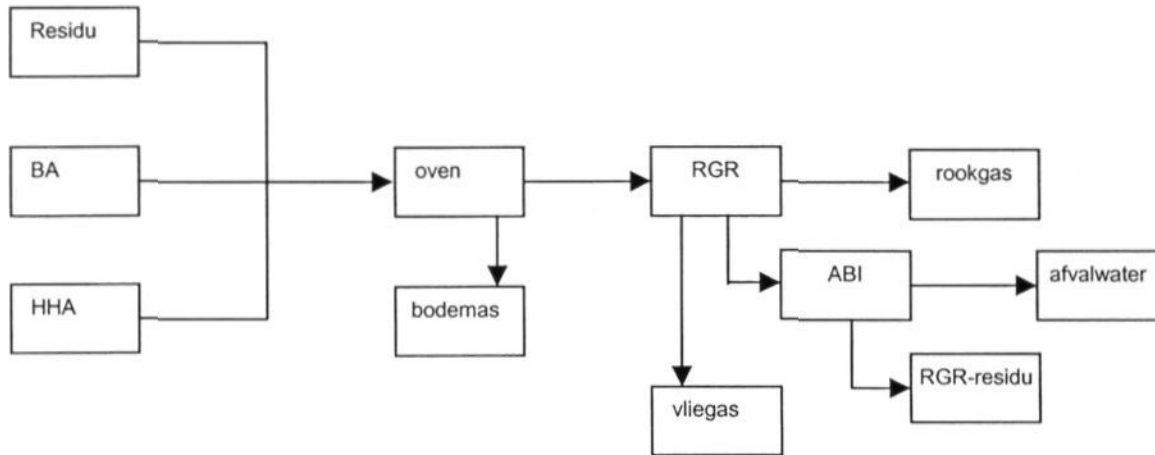 Residu
BA
oven
RGR
rookgas
HHA
bodemas
ABI
afvalwater
vliegas
RGR-residu